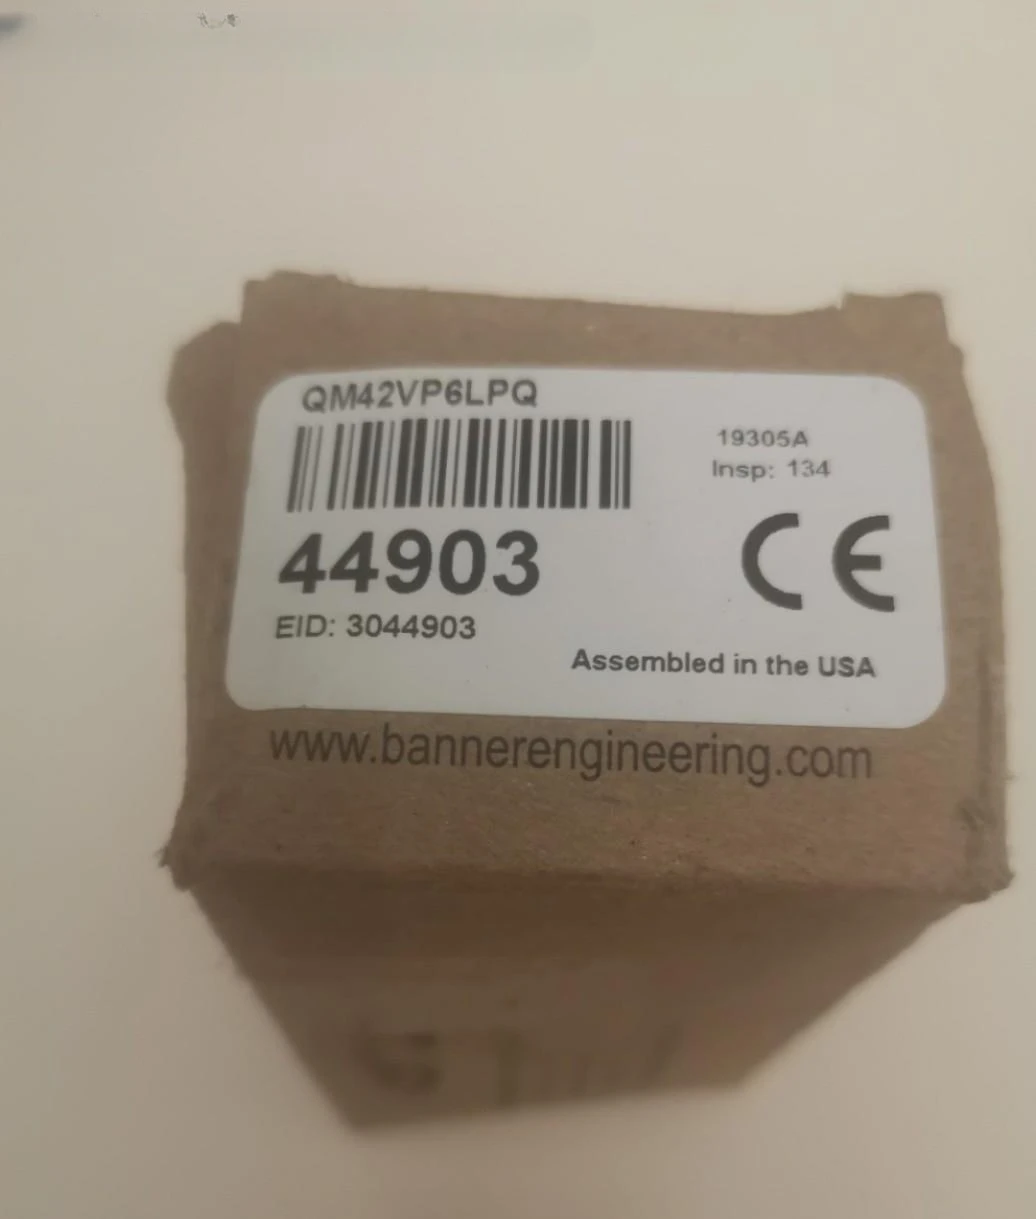 QM42VP6LPQ
19305A
Insp: 134
44903
CE
EID: 3044903
Assembled in the USA
www.bannerengineering.com